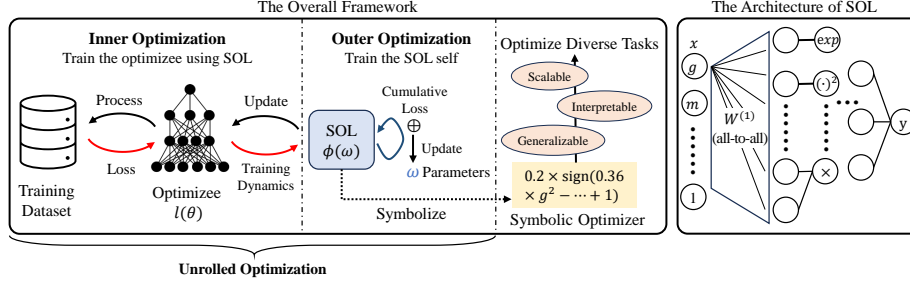 The Overall Framework
Inner Optimization
Train the optimizee using SOL
Process
Loss
Training
Dataset
Optimizee
l(θ)
Update
Training
Dynamics
Outer Optimization
Train the SOL self
SOL
ϕ(ω)
Cumulative
Loss
⊕
Update
ω Parameters
Symbolize
Unrolled Optimization
Optimize Diverse Tasks
Scalable
Interpretable
Generalizable
0.2 × sign(0.36
× g² − ⋯ + 1)
Symbolic Optimizer
The Architecture of SOL
x
g
m
1
W⁽¹⁾
(all-to-all)
exp
(·)²
×
y